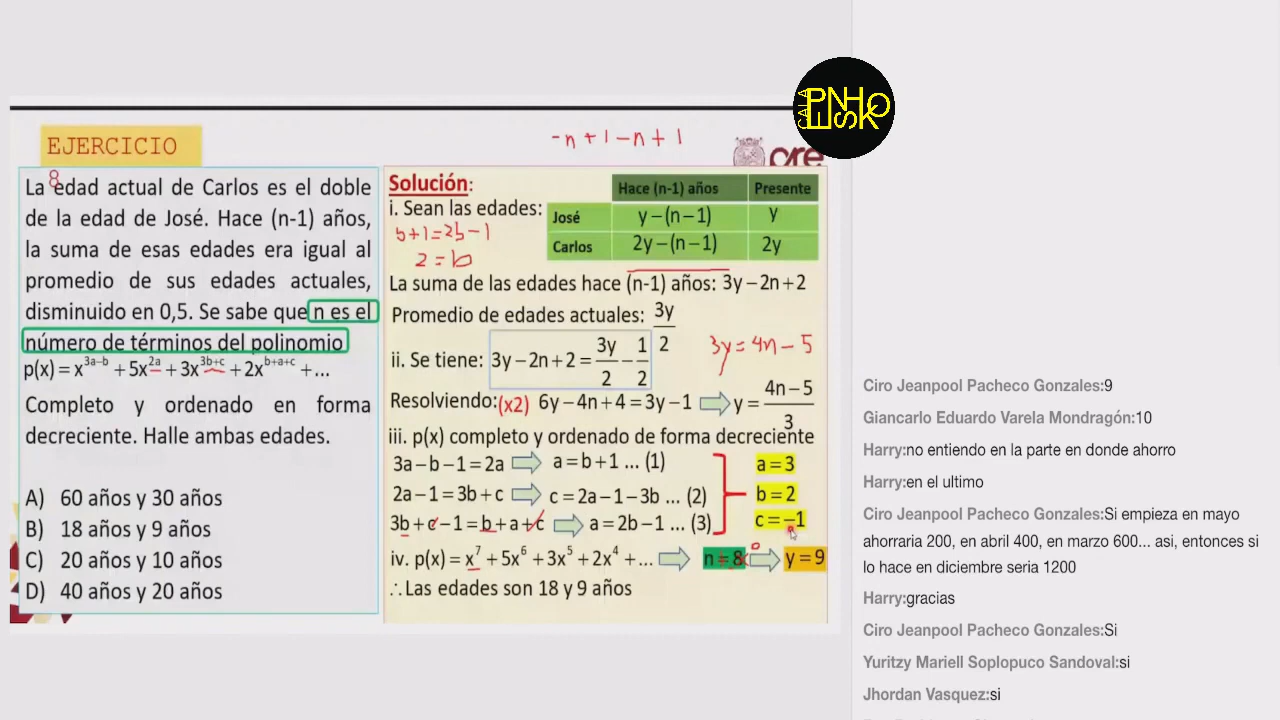 CALA
PNHO
ESK
EJERCICIO
-n+1-n+1
cre
8
La edad actual de Carlos es el doble
de la edad de José. Hace (n-1) años,
la suma de esas edades era igual al
promedio de sus edades actuales,
disminuido en 0,5. Se sabe que n es el
número de términos del polinomio
p(x) = x^{3a-b} + 5x^{2a} + 3x^{3b+c} + 2x^{b+a+c} + ...
Completo y ordenado en forma
decreciente. Halle ambas edades.
A) 60 años y 30 años
B) 18 años y 9 años
C) 20 años y 10 años
D) 40 años y 20 años
Solución:
i. Sean las edades:
Hace (n-1) años Presente
José y-(n-1) y
Carlos 2y-(n-1) 2y
b+1=2b-1
2=b
La suma de las edades hace (n-1) años: 3y-2n+2
Promedio de edades actuales: 3y/2
ii. Se tiene: 3y-2n+2 = 3y/2 - 1/2
3y=4n-5
Resolviendo: (x2) 6y-4n+4=3y-1 ⇨ y = (4n-5)/3
iii. p(x) completo y ordenado de forma decreciente
3a-b-1=2a ⇨ a=b+1 ... (1) a=3
2a-1=3b+c ⇨ c=2a-1-3b ... (2) b=2
3b+c-1=b+a+c ⇨ a=2b-1 ... (3) c=-1
iv. p(x) = x^7 + 5x^6 + 3x^5 + 2x^4 + ... ⇨ n=8 ⇨ y=9
∴Las edades son 18 y 9 años
Ciro Jeanpool Pacheco Gonzales:9
Giancarlo Eduardo Varela Mondragón:10
Harry:no entiendo en la parte en donde ahorro
Harry:en el ultimo
Ciro Jeanpool Pacheco Gonzales:Si empieza en mayo
ahorraria 200, en abril 400, en marzo 600... asi, entonces si
lo hace en diciembre seria 1200
Harry:gracias
Ciro Jeanpool Pacheco Gonzales:Si
Yuritzy Mariell Soplopuco Sandoval:si
Jhordan Vasquez:si